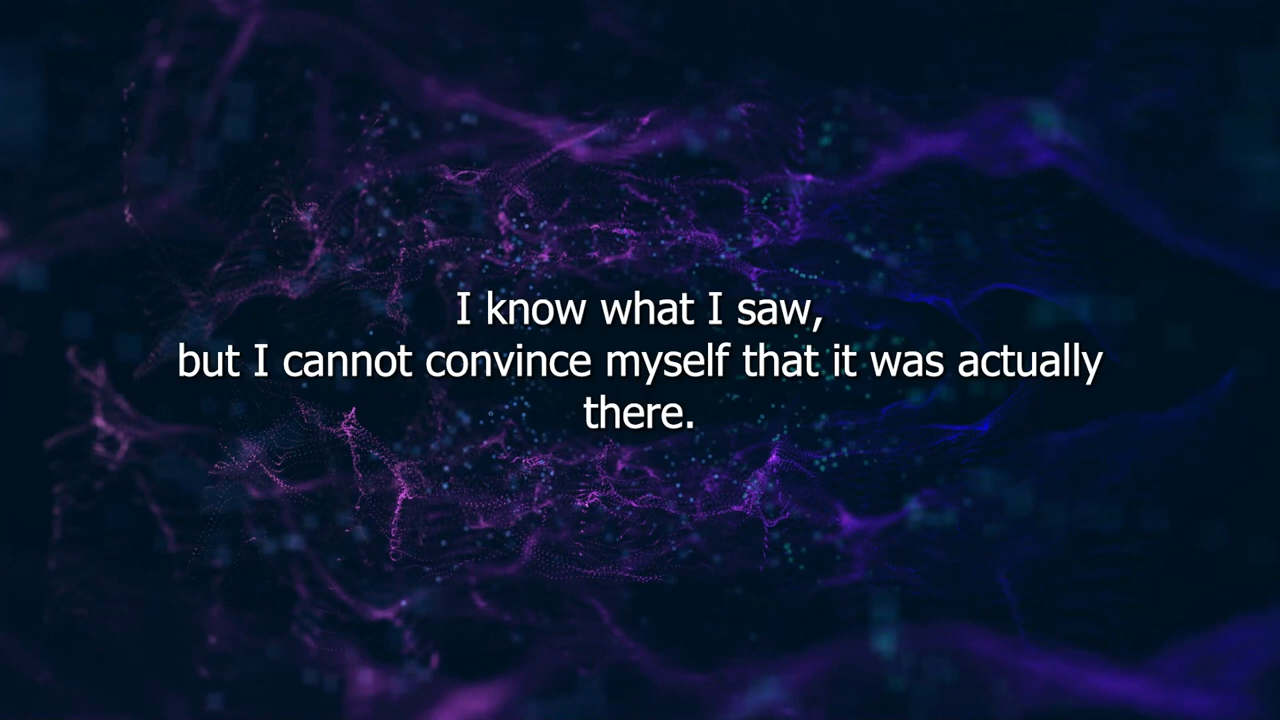 I know what I saw,
but I cannot convince myself that it was actually
there.